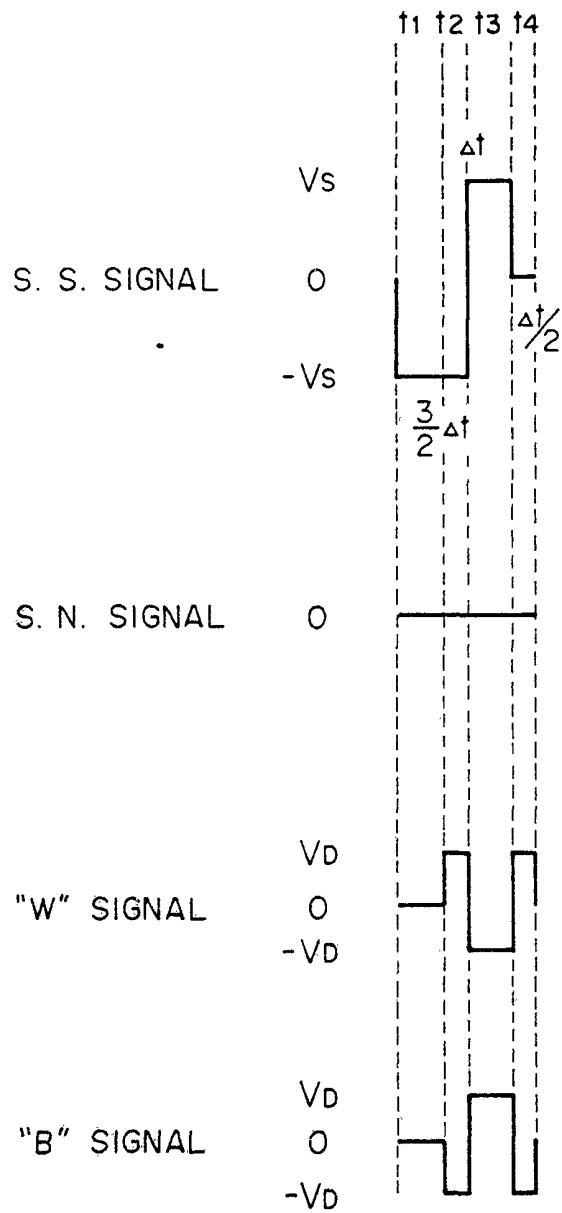 t1 t2 t3 t4
Δt
VS
S. S. SIGNAL 0
Δt/2
-VS
3/2 Δt
S. N. SIGNAL 0
VD
"W" SIGNAL 0
-VD
VD
"B" SIGNAL 0
-VD